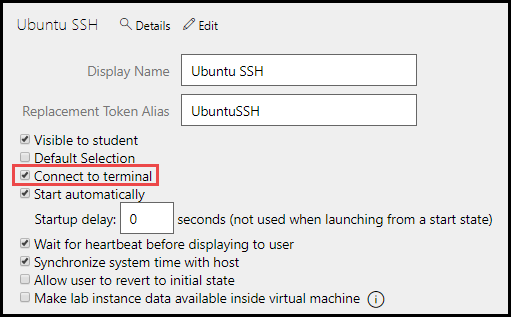 Ubuntu SSH Details Edit
Display Name Ubuntu SSH
Replacement Token Alias UbuntuSSH
Visible to student
Default Selection
Connect to terminal
Start automatically
Startup delay: 0 seconds (not used when launching from a start state)
Wait for heartbeat before displaying to user
Synchronize system time with host
Allow user to revert to initial state
Make lab instance data available inside virtual machine